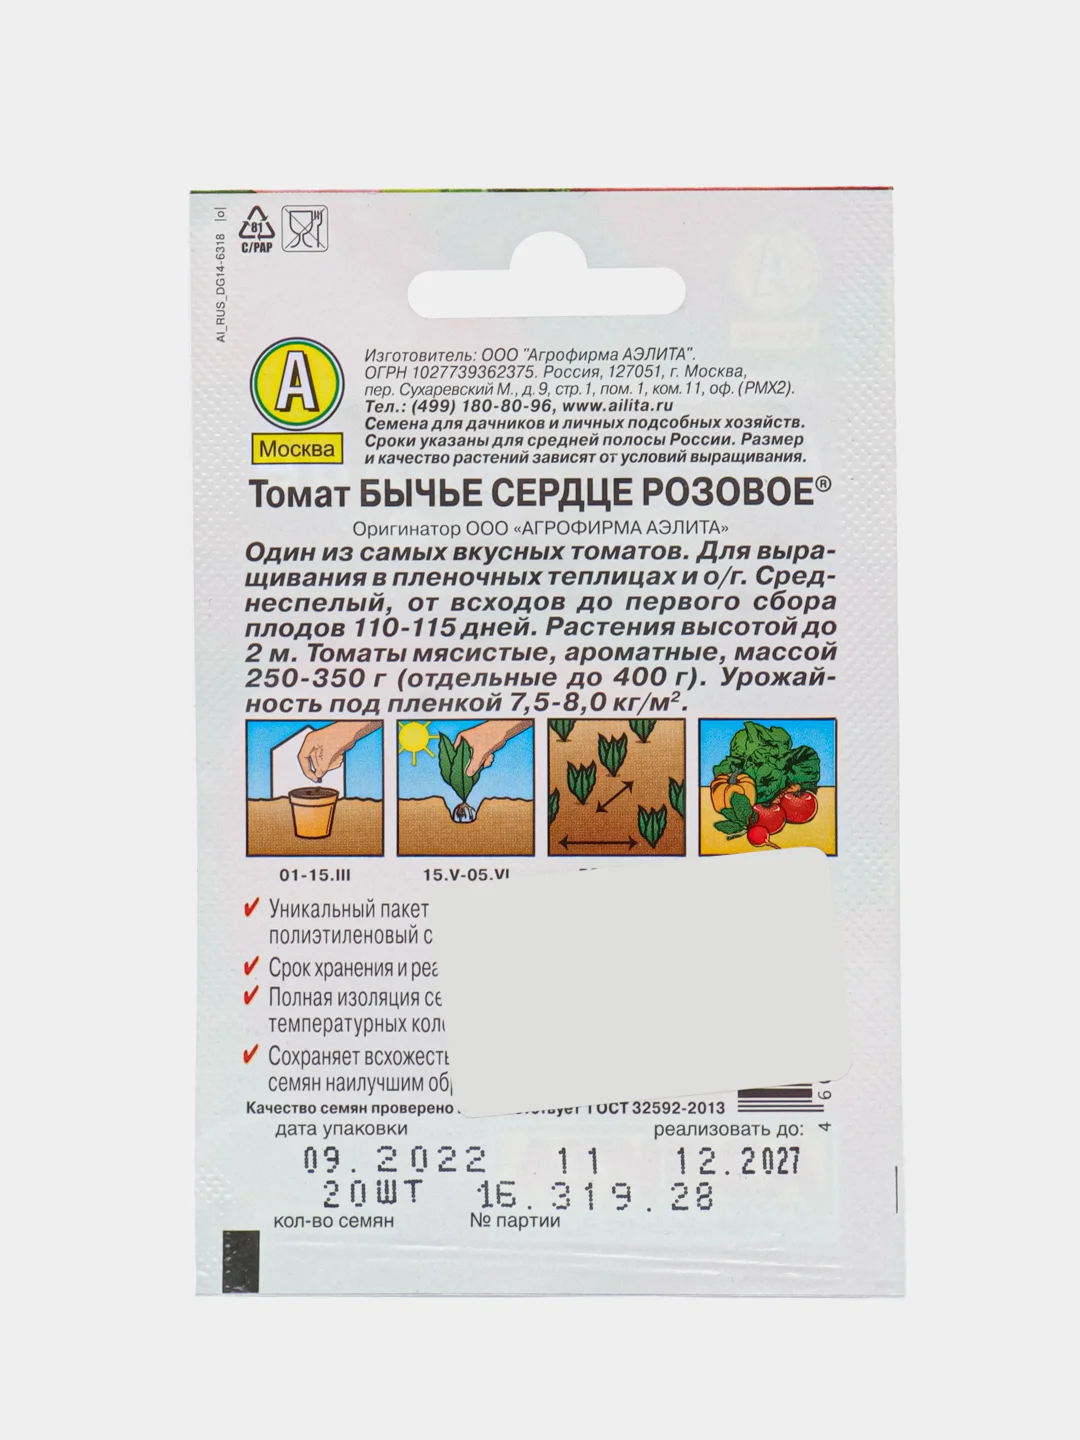 81
C/PAP
AI_RUS_DG14-6318 |o|
А
Москва
Изготовитель: ООО "Агрофирма АЭЛИТА".
ОГРН 1027739362375. Россия, 127051, г. Москва,
пер. Сухаревский М., д. 9, стр. 1, пом. 1, ком. 11, оф. (РМХ2).
Тел.: (499) 180-80-96, www.ailita.ru
Семена для дачников и личных подсобных хозяйств.
Сроки указаны для средней полосы России. Размер
и качество растений зависят от условий выращивания.
Томат БЫЧЬЕ СЕРДЦЕ РОЗОВОЕ®
Оригинатор ООО «АГРОФИРМА АЭЛИТА»
Один из самых вкусных томатов. Для выра-
щивания в пленочных теплицах и о/г. Сред-
неспелый, от всходов до первого сбора
плодов 110-115 дней. Растения высотой до
2 м. Томаты мясистые, ароматные, массой
250-350 г (отдельные до 400 г). Урожай-
ность под пленкой 7,5-8,0 кг/м².
01-15.III 15.V-05.VI
✓ Уникальный пакет
полиэтиленовый с
✓ Срок хранения и
✓ Полная изоляция
температурных
✓ Сохраняет всхожесть
семян наилучшим
Качество семян проверено ГОСТ 32592-2013
дата упаковки реализовать до:
09.2022 11 12.2027
20ШТ 16.319.28
кол-во семян № партии